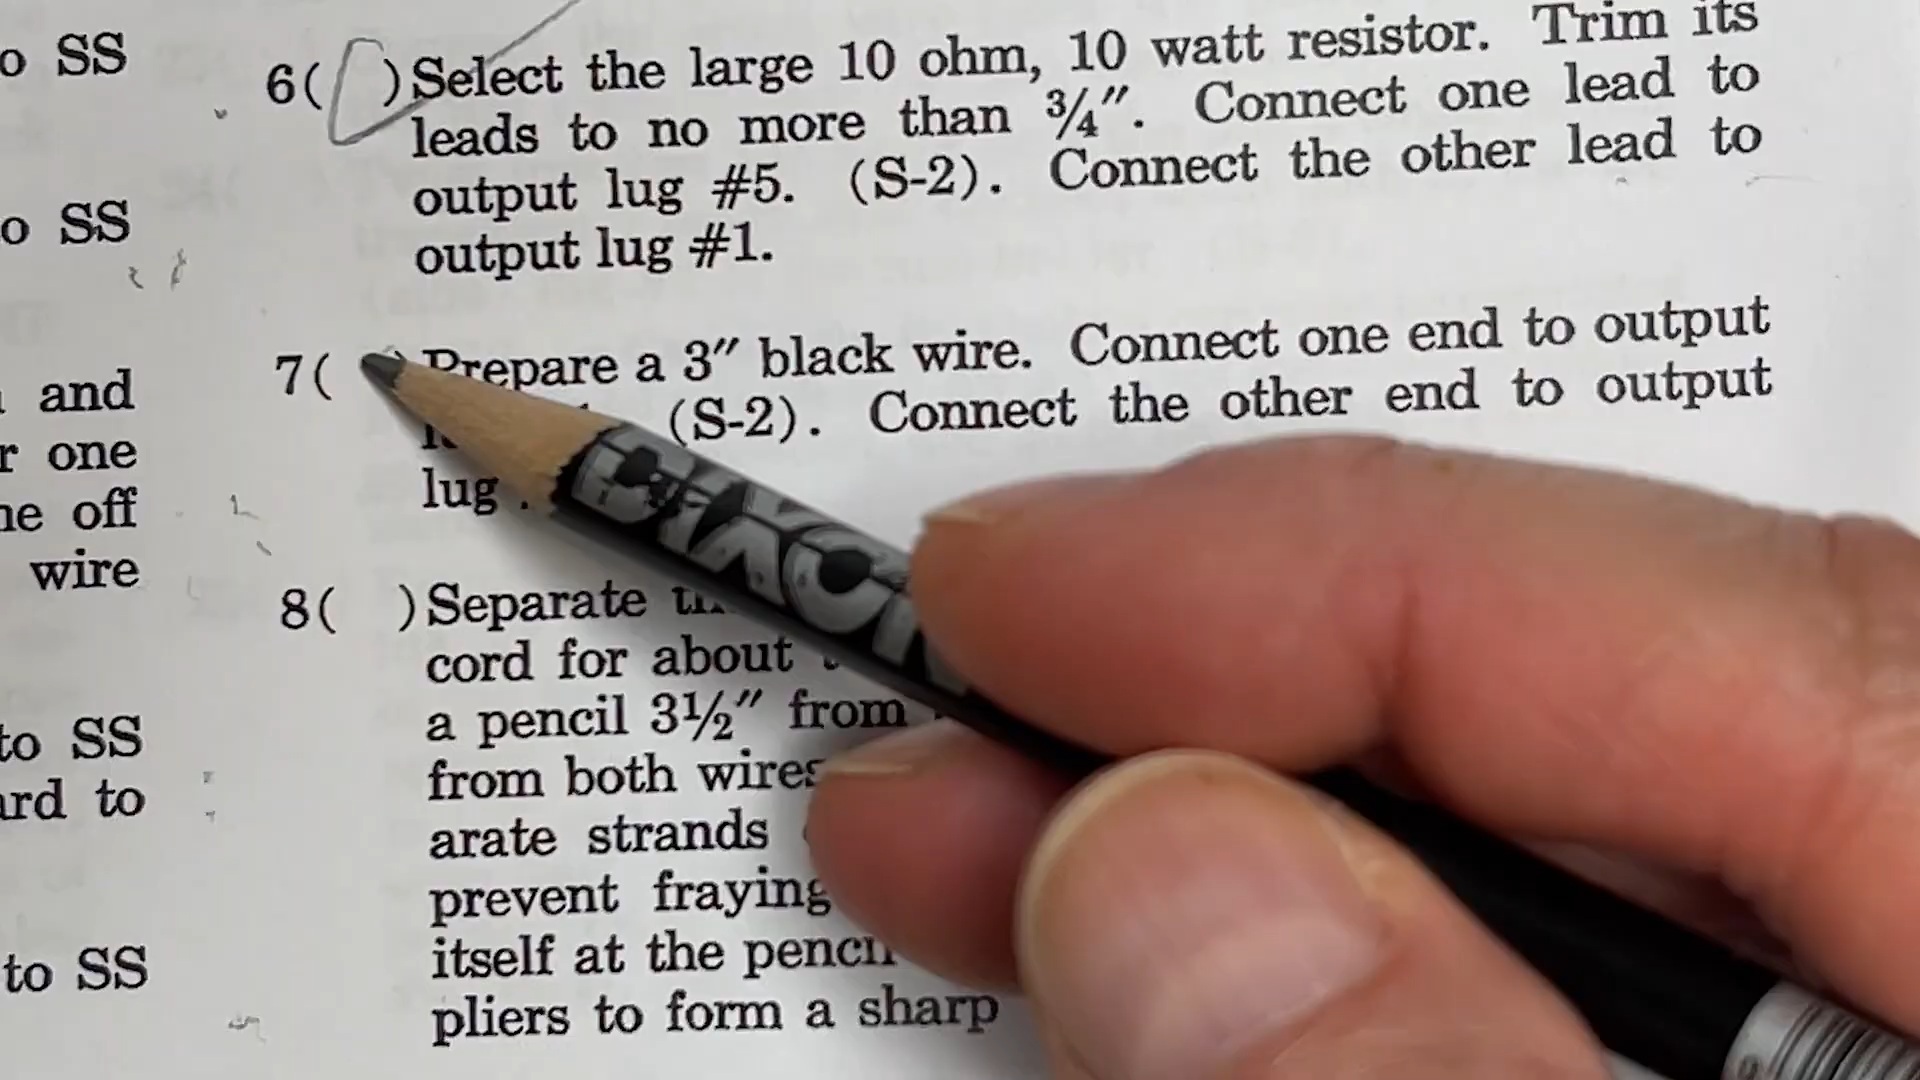 o SS
o SS
and
r one
ne off
wire
to SS
ard to
to SS
6( )Select the large 10 ohm, 10 watt resistor. Trim its
leads to no more than ¾″. Connect one lead to
output lug #5. (S-2). Connect the other lead to
output lug #1.
7( )Prepare a 3″ black wire. Connect one end to output
(S-2). Connect the other end to output
lug
8( )Separate
cord for about
a pencil 3½″ from
from both wires
arate strands
prevent fraying
itself at the pencil
pliers to form a sharp
DIXON